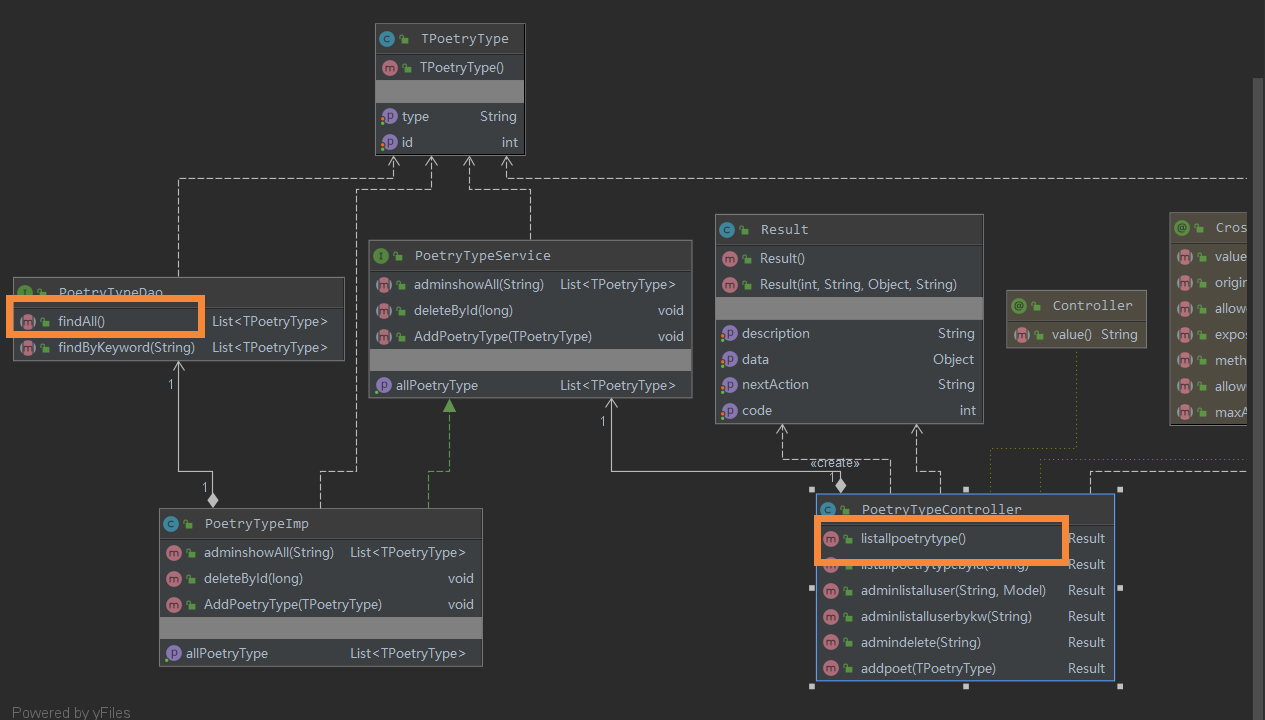 TPoetryType
TPoetryType()
type String
id int
PoetryTypeDao
findAll() List<TPoetryType>
findByKeyword(String) List<TPoetryType>
PoetryTypeService
adminshowAll(String) List<TPoetryType>
deleteById(long) void
AddPoetryType(TPoetryType) void
allPoetryType List<TPoetryType>
Result
Result()
Result(int, String, Object, String)
description String
data Object
nextAction String
code int
Controller
value() String
Cros
value
origin
allowe
expos
meth
allow
maxA
1
1
1
1
«create»
PoetryTypeImp
adminshowAll(String) List<TPoetryType>
deleteById(long) void
AddPoetryType(TPoetryType) void
allPoetryType List<TPoetryType>
PoetryTypeController
listallpoetrytype() Result
listallpoetrytypebyId(String) Result
adminlistalluser(String, Model) Result
adminlistalluserbykw(String) Result
admindelete(String) Result
addpoet(TPoetryType) Result
Powered by yFiles